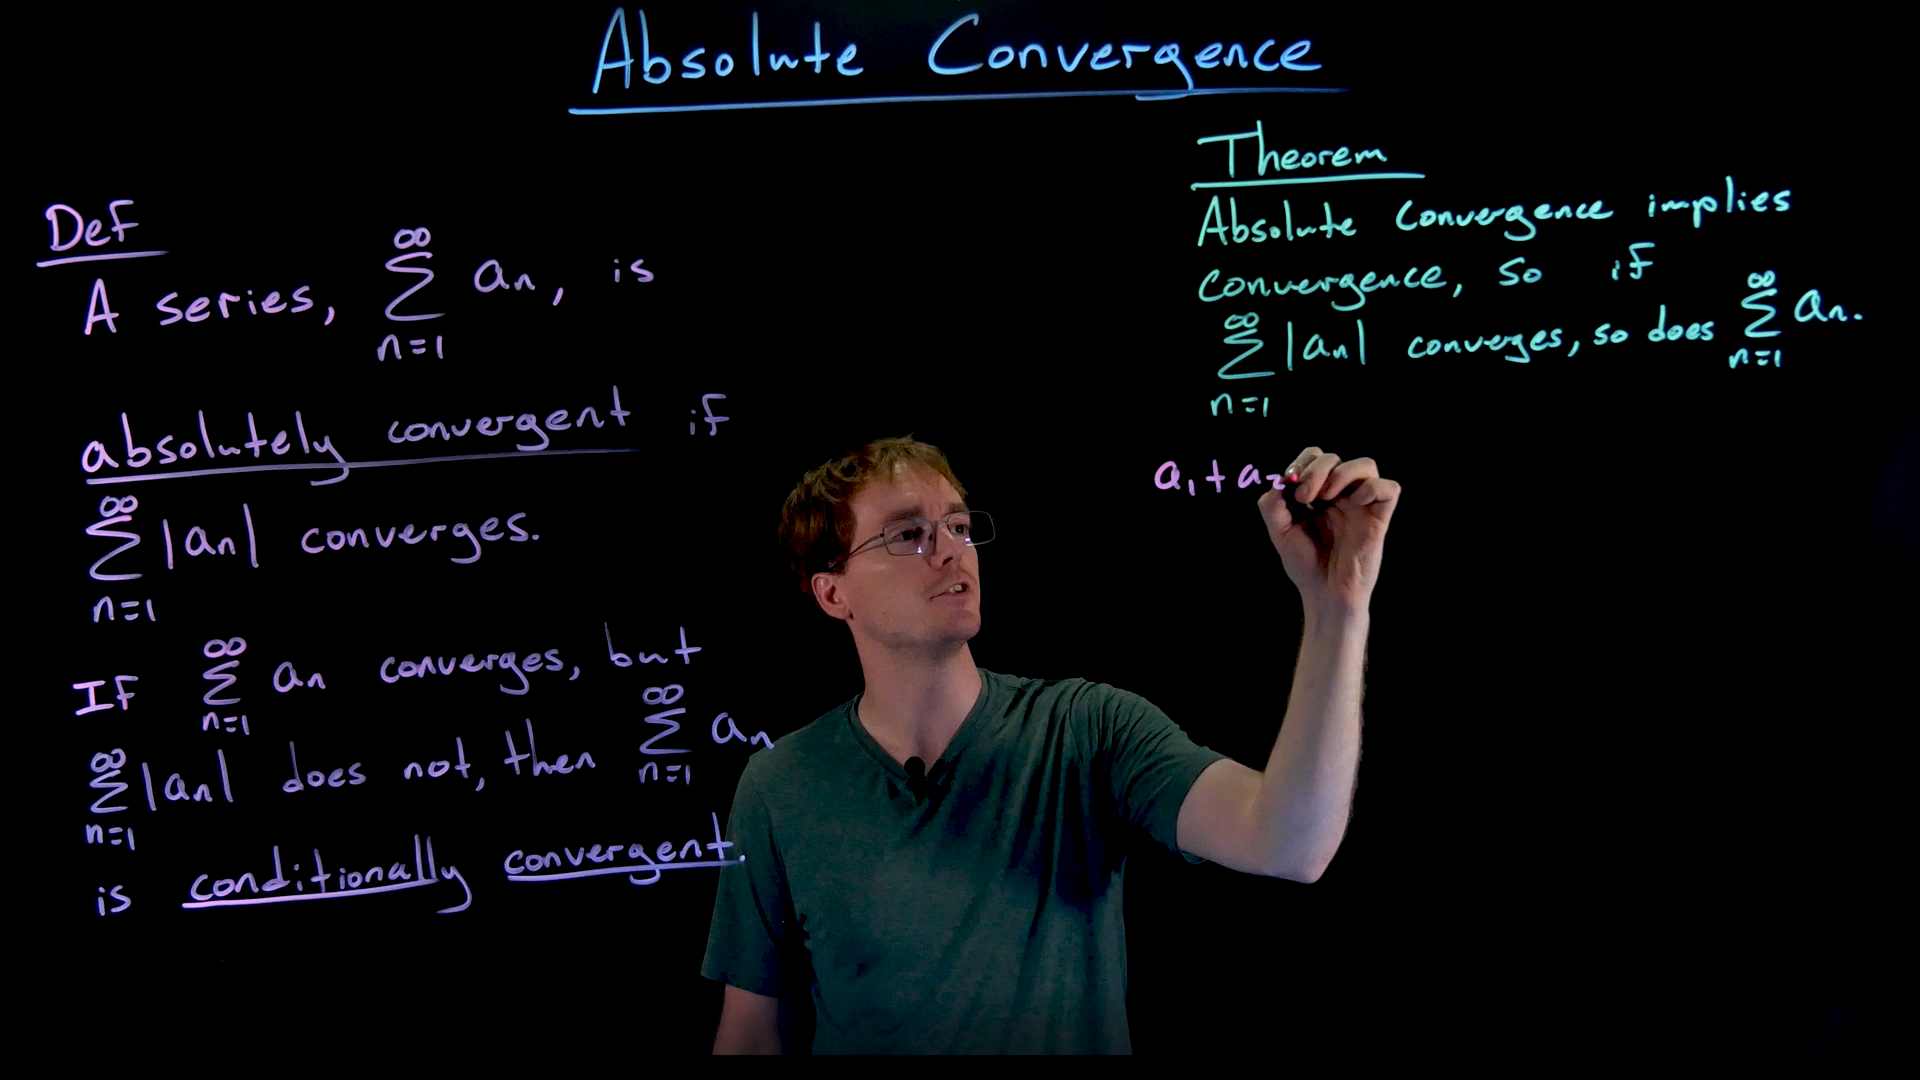 Absolute Convergence
Def
A series, ∞ Σ n=1 an, is
absolutely convergent if
∞ Σ n=1 |an| converges.
IF ∞ Σ n=1 an converges, but
∞ Σ n=1 |an| does not, then ∞ Σ n=1 an
is conditionally convergent.
Theorem
Absolute Convergence implies
convergence, so if
∞ Σ n=1 |an| converges, so does ∞ Σ n=1 an.
a1 + a2